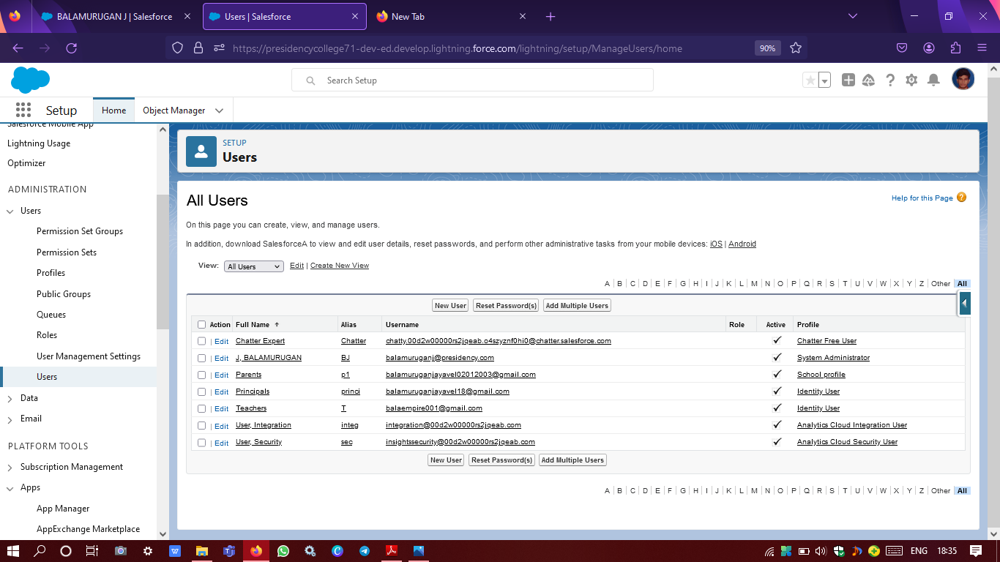 BALAMURUGAN J | Salesforce
Users | Salesforce
New Tab
https://presidencycollege71-dev-ed.develop.lightning.force.com/lightning/setup/ManageUsers/home
90%
Search Setup
Setup
Home
Object Manager
Salesforce Mobile App
Lightning Usage
Optimizer
ADMINISTRATION
Users
Permission Set Groups
Permission Sets
Profiles
Public Groups
Queues
Roles
User Management Settings
Users
Data
Email
PLATFORM TOOLS
Subscription Management
Apps
App Manager
AppExchange Marketplace
SETUP
Users
All Users
Help for this Page ?
On this page you can create, view, and manage users.
In addition, download SalesforceA to view and edit user details, reset passwords, and perform other administrative tasks from your mobile devices: iOS | Android
View: All Users Edit | Create New View
A | B | C | D | E | F | G | H | I | J | K | L | M | N | O | P | Q | R | S | T | U | V | W | X | Y | Z | Other | All
New User Reset Password(s) Add Multiple Users
Action Full Name ↑ Alias Username Role Active Profile
| Edit Chatter Expert Chatter chatty.00d2w00000rs2jqeab.o4szyznf0hi0@chatter.salesforce.com ✓ Chatter Free User
| Edit J, BALAMURUGAN BJ balamuruganj@presidency.com ✓ System Administrator
| Edit Parents p1 balamuruganjayavel02012003@gmail.com ✓ School profile
| Edit Principals princi balamuruganjayavel18@gmail.com ✓ Identity User
| Edit Teachers T balaempire001@gmail.com ✓ Identity User
| Edit User, Integration integ integration@00d2w00000rs2jqeab.com ✓ Analytics Cloud Integration User
| Edit User, Security sec insightssecurity@00d2w00000rs2jqeab.com ✓ Analytics Cloud Security User
New User Reset Password(s) Add Multiple Users
A | B | C | D | E | F | G | H | I | J | K | L | M | N | O | P | Q | R | S | T | U | V | W | X | Y | Z | Other | All
ENG 18:35